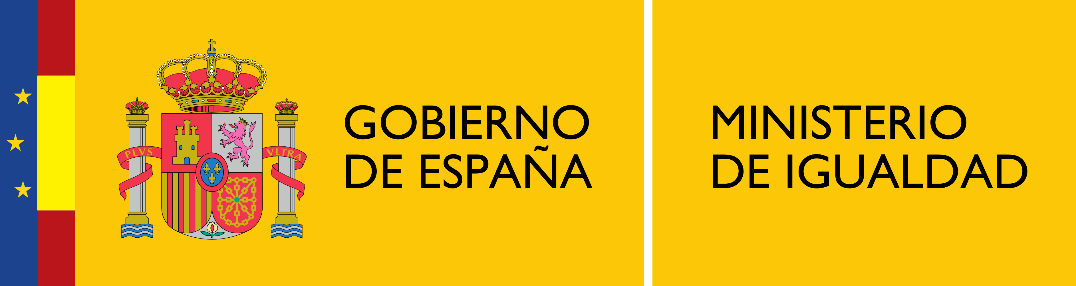 PLVS VLTRA
GOBIERNO
DE ESPAÑA
MINISTERIO
DE IGUALDAD